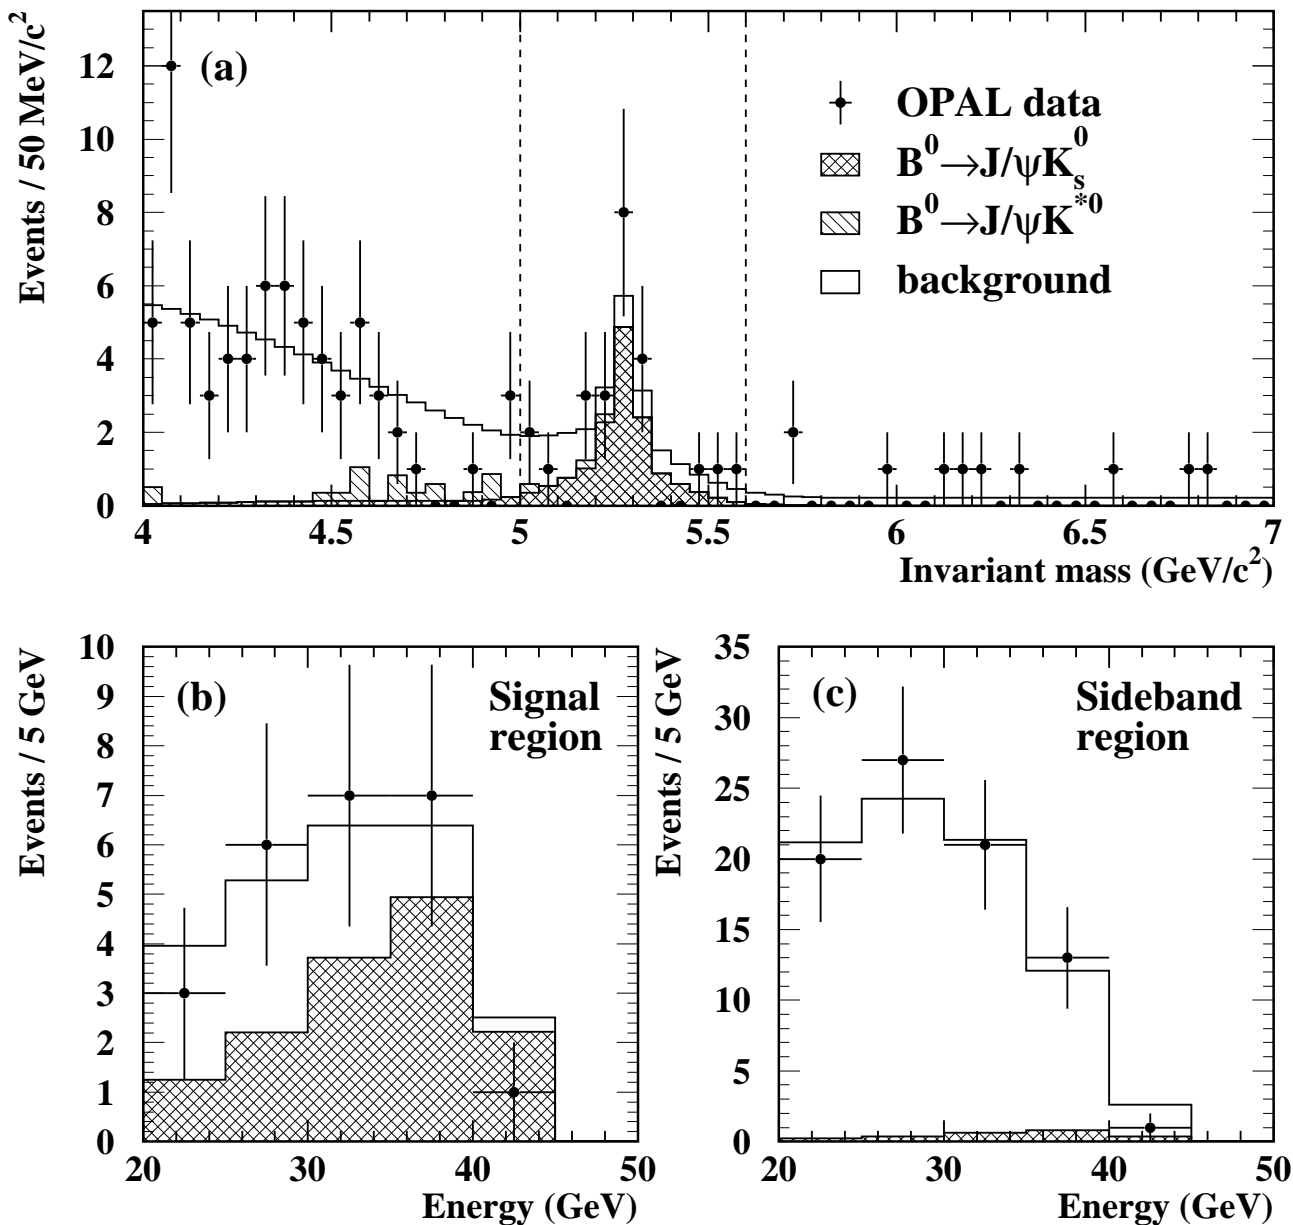 Events / 50 MeV/c²
12
10
8
6
4
2
0
(a)
OPAL data
B⁰→J/ψK⁰ₛ
B⁰→J/ψK*⁰
background
4 4.5 5 5.5 6 6.5 7
Invariant mass (GeV/c²)
Events / 5 GeV
10
9
8
7
6
5
4
3
2
1
0
(b)
Signal
region
20 30 40 50
Energy (GeV)
Events / 5 GeV
35
30
25
20
15
10
5
0
(c)
Sideband
region
20 30 40 50
Energy (GeV)